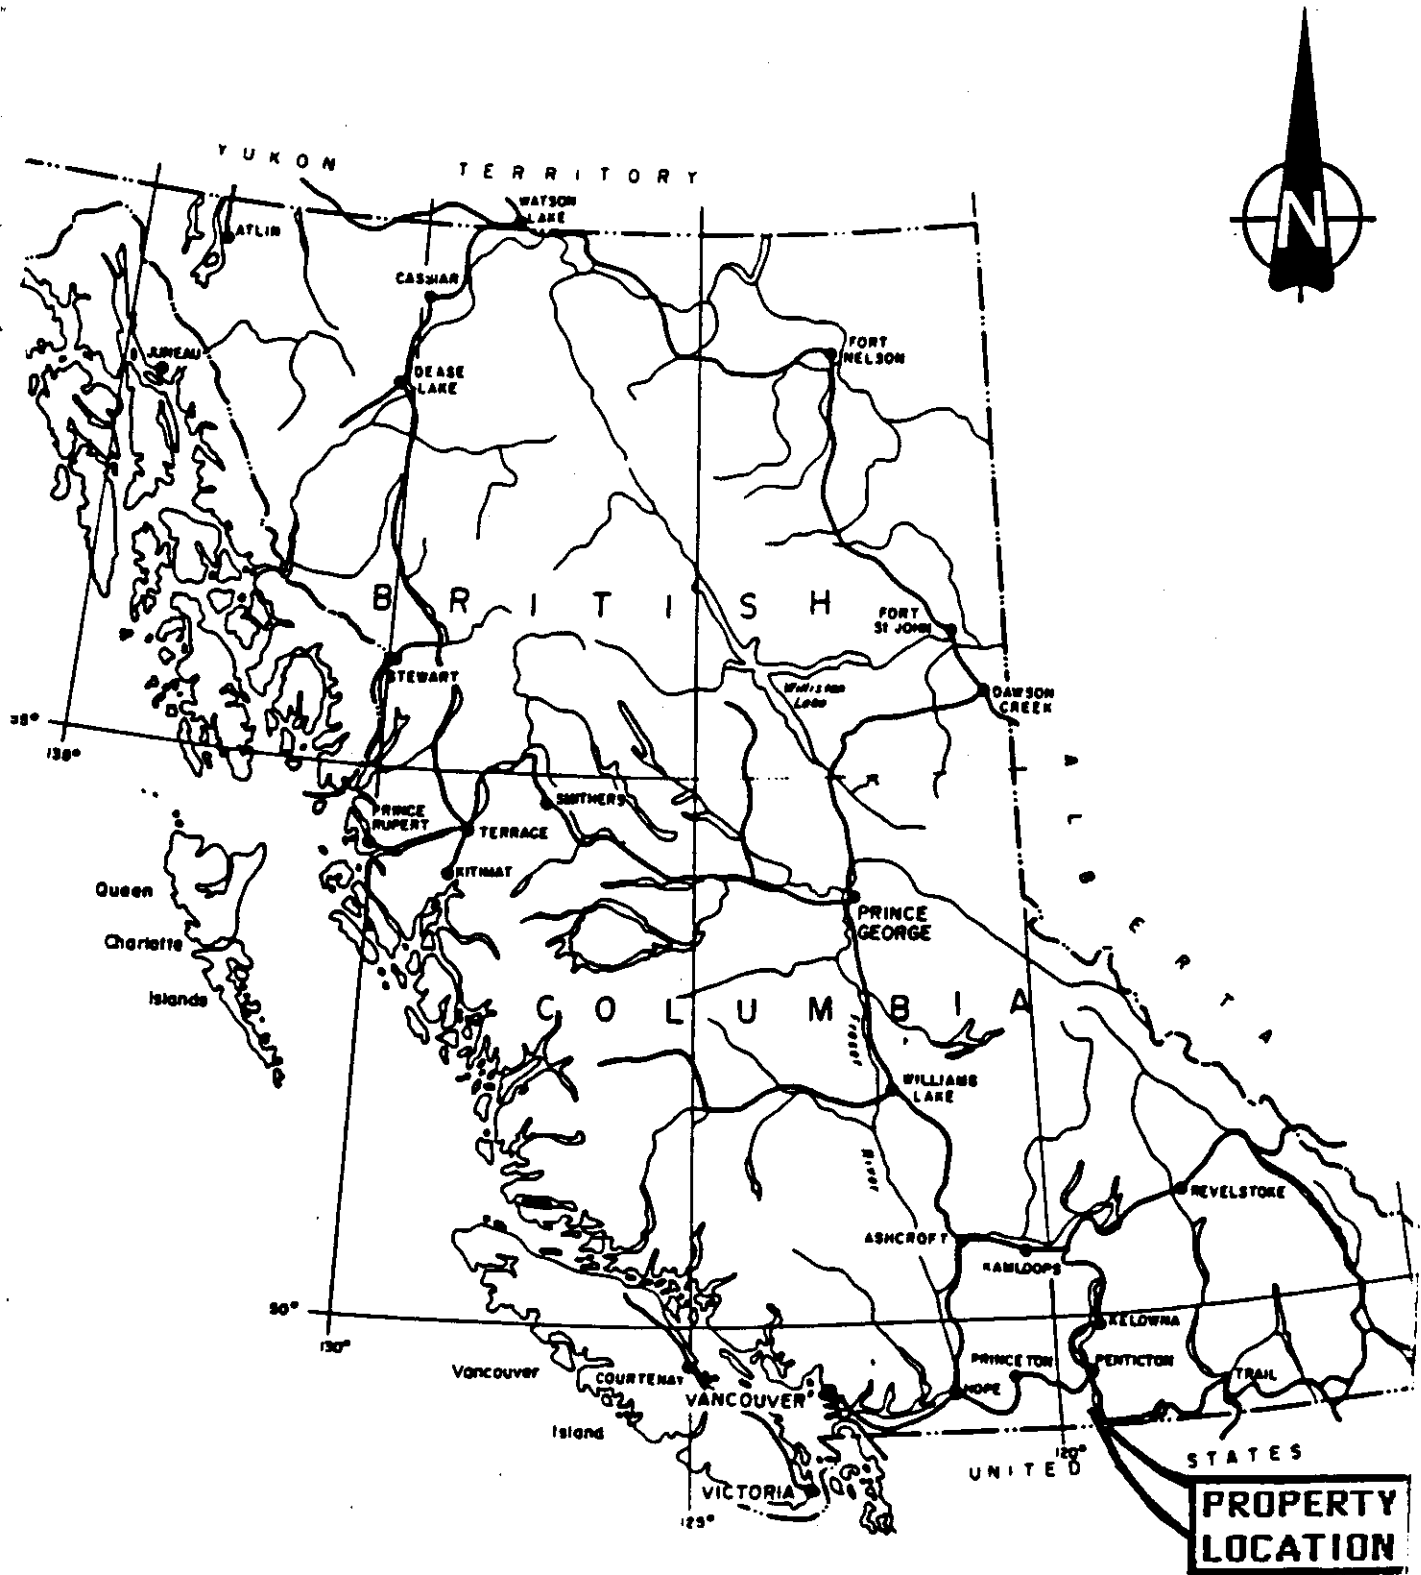 YUKON TERRITORY
N
WATSON
LAKE
ATLIN
CASSIAR
JUNEAU
FORT
NELSON
DEASE
LAKE
BRITISH
FORT
ST JOHN
STEWART
Williston
Lake
DAWSON
CREEK
55°
135°
ALBERTA
SMITHERS
PRINCE
RUPERT
TERRACE
KITIMAT
Queen
Charlotte
Islands
PRINCE
GEORGE
COLUMBIA
Fraser
River
WILLIAMS
LAKE
REVELSTOKE
ASHCROFT
KAMLOOPS
50°
130°
KELOWNA
Vancouver
Island
COURTENAY
PRINCETON
PENTICTON
TRAIL
VANCOUVER
HOPE
120°
UNITED STATES
VICTORIA
125°
PROPERTY
LOCATION